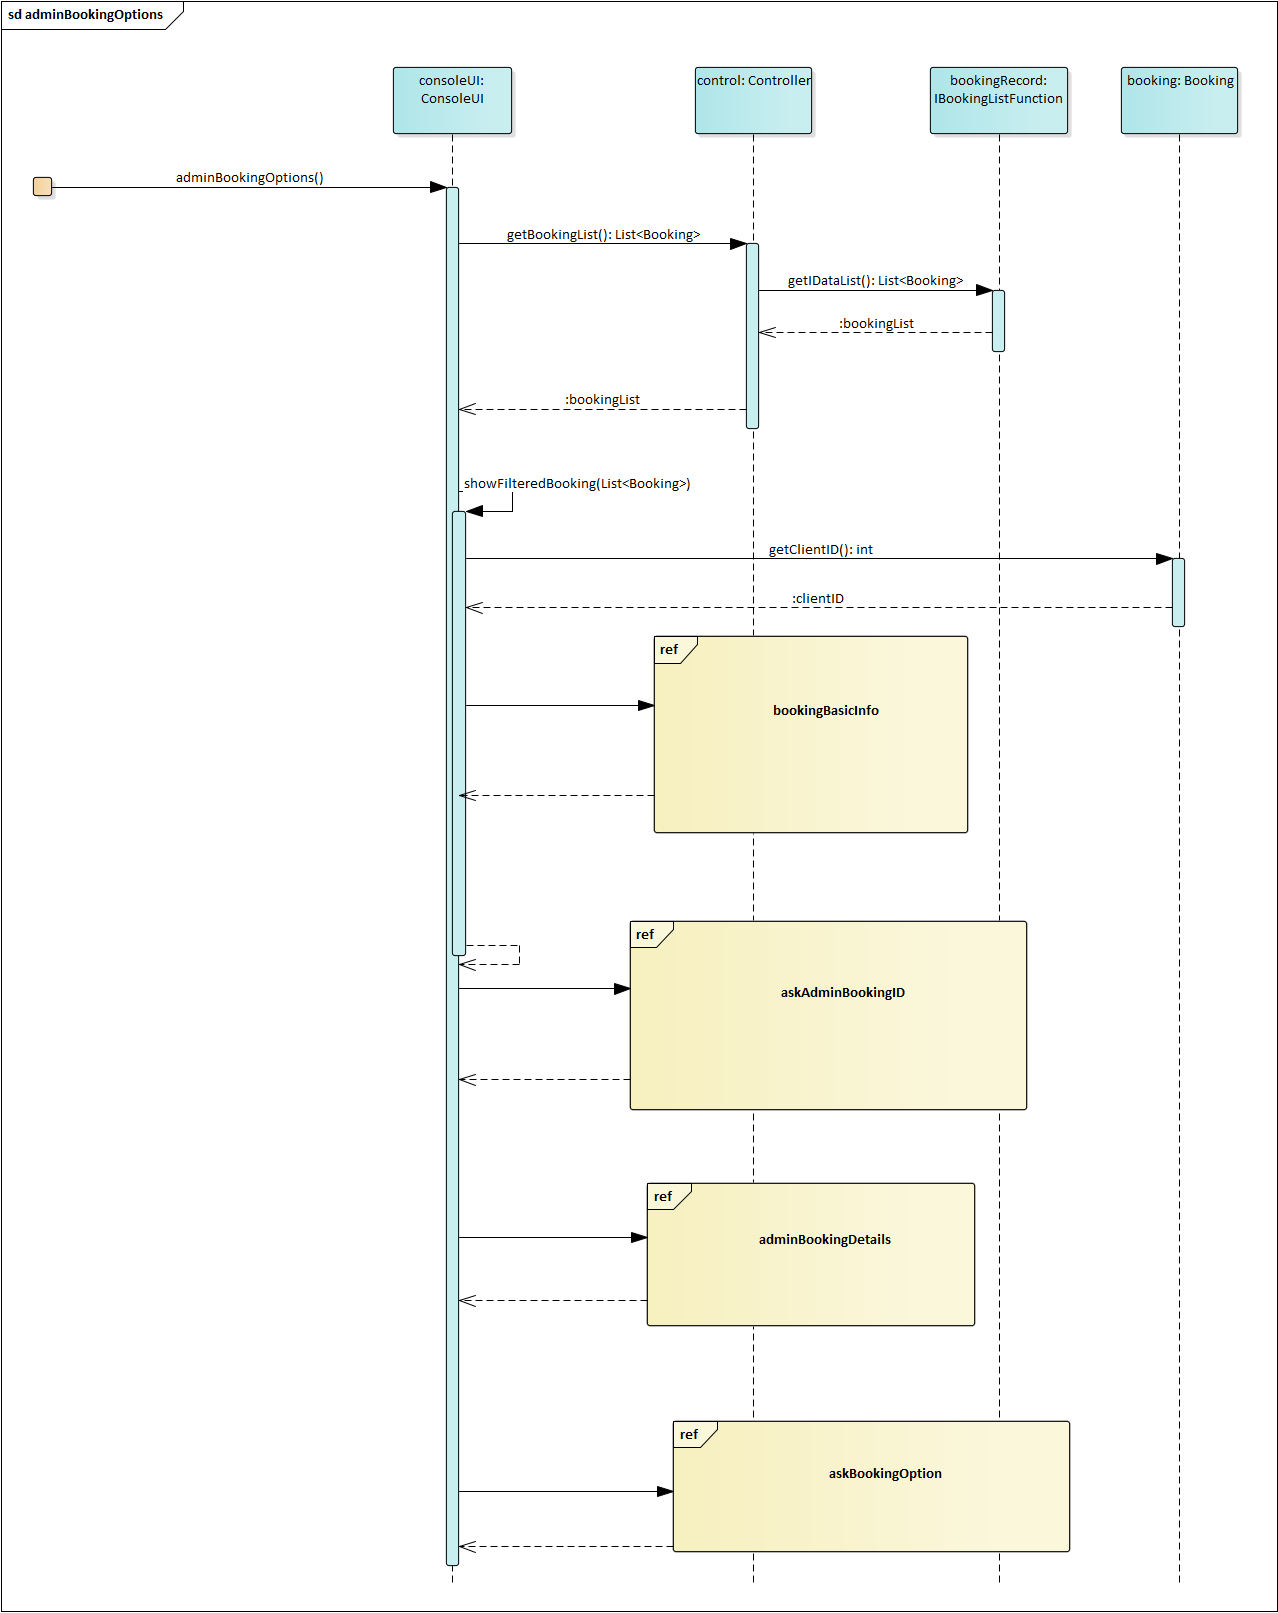 sd adminBookingOptions
consoleUI:
ConsoleUI
control: Controller
bookingRecord:
IBookingListFunction
booking: Booking
adminBookingOptions()
getBookingList(): List<Booking>
getIDataList(): List<Booking>
:bookingList
:bookingList
showFilteredBooking(List<Booking>)
getClientID(): int
:clientID
ref
bookingBasicInfo
ref
askAdminBookingID
ref
adminBookingDetails
ref
askBookingOption